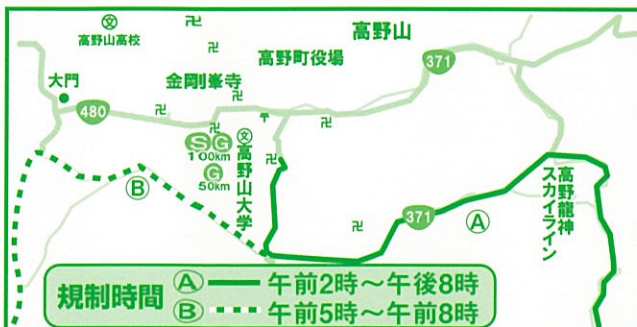 文
高野山高校
高野山
高野町役場
371
大門
金剛峯寺
480
S G
100km
G
50km
文
高野山大学
B
371
A
高野龍神
スカイライン
規制時間
A 午前2時～午後8時
B 午前5時～午前8時